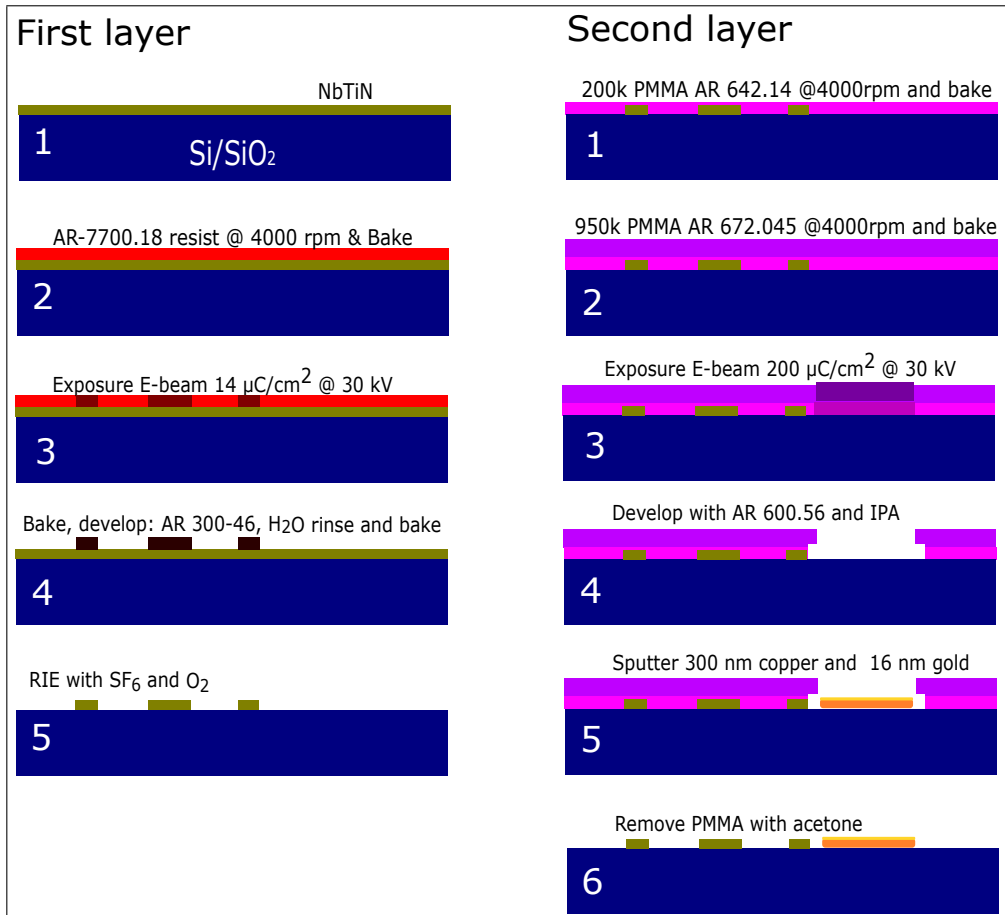 First layer
NbTiN
1
Si/SiO₂
AR-7700.18 resist @ 4000 rpm & Bake
2
Exposure E-beam 14 µC/cm² @ 30 kV
3
Bake, develop: AR 300-46, H₂O rinse and bake
4
RIE with SF₆ and O₂
5
Second layer
200k PMMA AR 642.14 @4000rpm and bake
1
950k PMMA AR 672.045 @4000rpm and bake
2
Exposure E-beam 200 µC/cm² @ 30 kV
3
Develop with AR 600.56 and IPA
4
Sputter 300 nm copper and 16 nm gold
5
Remove PMMA with acetone
6